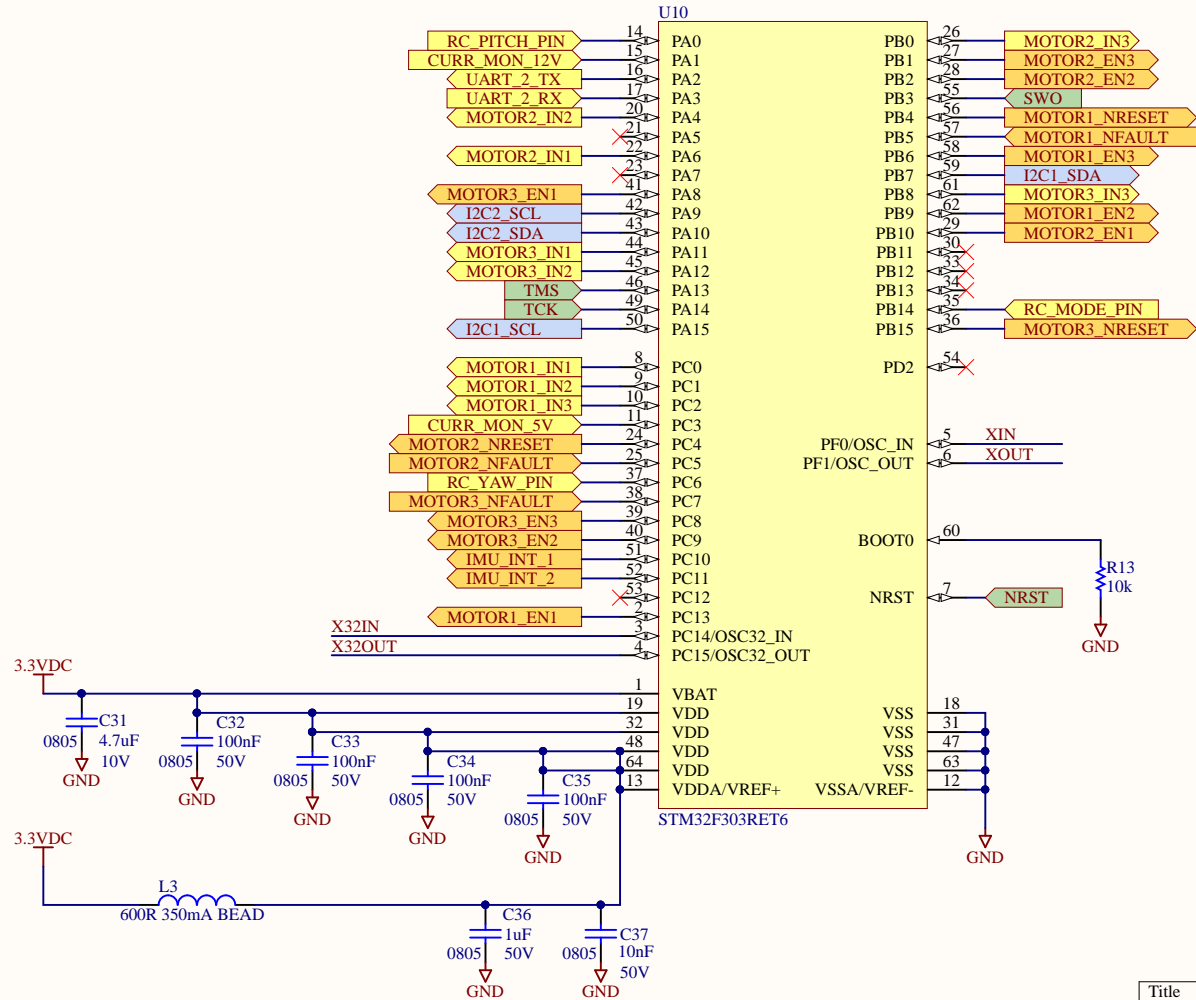 U10
RC_PITCH_PIN 14 PA0 PB0 26 MOTOR2_IN3
CURR_MON_12V 15 PA1 PB1 27 MOTOR2_EN3
UART_2_TX 16 PA2 PB2 28 MOTOR2_EN2
UART_2_RX 17 PA3 PB3 55 SWO
MOTOR2_IN2 20 PA4 PB4 56 MOTOR1_NRESET
21 PA5 PB5 57 MOTOR1_NFAULT
MOTOR2_IN1 22 PA6 PB6 58 MOTOR1_EN3
23 PA7 PB7 59 I2C1_SDA
MOTOR3_EN1 41 PA8 PB8 61 MOTOR3_IN3
I2C2_SCL 42 PA9 PB9 62 MOTOR1_EN2
I2C2_SDA 43 PA10 PB10 29 MOTOR2_EN1
MOTOR3_IN1 44 PA11 PB11 30
MOTOR3_IN2 45 PA12 PB12 33
TMS 46 PA13 PB13 34
TCK 49 PA14 PB14 35 RC_MODE_PIN
I2C1_SCL 50 PA15 PB15 36 MOTOR3_NRESET
MOTOR1_IN1 8 PC0 PD2 54
MOTOR1_IN2 9 PC1
MOTOR1_IN3 10 PC2
CURR_MON_5V 11 PC3
MOTOR2_NRESET 24 PC4 PF0/OSC_IN 5 XIN
MOTOR2_NFAULT 25 PC5 PF1/OSC_OUT 6 XOUT
RC_YAW_PIN 37 PC6
MOTOR3_NFAULT 38 PC7
MOTOR3_EN3 39 PC8
MOTOR3_EN2 40 PC9 BOOT0 60
IMU_INT_1 51 PC10
IMU_INT_2 52 PC11
R13
10k
GND
53 PC12 NRST 7 NRST
MOTOR1_EN1 2 PC13
X32IN 3 PC14/OSC32_IN
X32OUT 4 PC15/OSC32_OUT
3.3VDC
1 VBAT
19 VDD VSS 18
32 VDD VSS 31
48 VDD VSS 47
64 VDD VSS 63
13 VDDA/VREF+ VSSA/VREF- 12
STM32F303RET6
GND
C31
4.7uF
0805 10V
GND
C32
100nF
0805 50V
GND
C33
100nF
0805 50V
GND
C34
100nF
0805 50V
GND
C35
100nF
0805 50V
GND
3.3VDC
L3
600R 350mA BEAD
C36
1uF
0805 50V
GND
C37
10nF
0805 50V
GND
Title